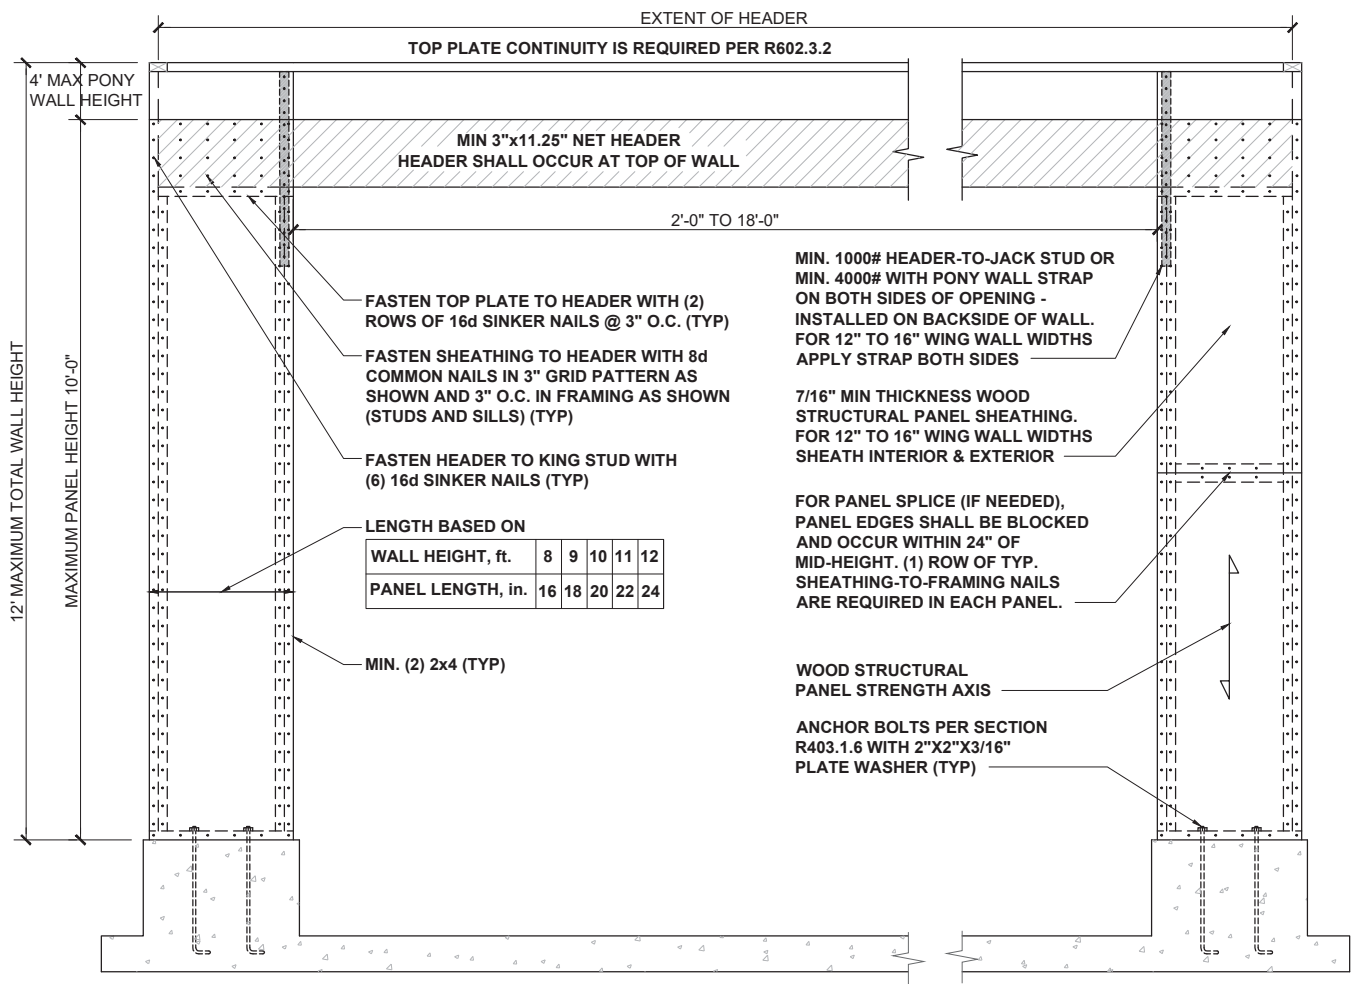 EXTENT OF HEADER
TOP PLATE CONTINUITY IS REQUIRED PER R602.3.2
4' MAX PONY
WALL HEIGHT
MIN 3"x11.25" NET HEADER
HEADER SHALL OCCUR AT TOP OF WALL
2'-0" TO 18'-0"
12' MAXIMUM TOTAL WALL HEIGHT
MAXIMUM PANEL HEIGHT 10'-0"
FASTEN TOP PLATE TO HEADER WITH (2)
ROWS OF 16d SINKER NAILS @ 3" O.C. (TYP)
FASTEN SHEATHING TO HEADER WITH 8d
COMMON NAILS IN 3" GRID PATTERN AS
SHOWN AND 3" O.C. IN FRAMING AS SHOWN
(STUDS AND SILLS) (TYP)
FASTEN HEADER TO KING STUD WITH
(6) 16d SINKER NAILS (TYP)
LENGTH BASED ON
WALL HEIGHT, ft. 8 9 10 11 12
PANEL LENGTH, in. 16 18 20 22 24
MIN. (2) 2x4 (TYP)
MIN. 1000# HEADER-TO-JACK STUD OR
MIN. 4000# WITH PONY WALL STRAP
ON BOTH SIDES OF OPENING -
INSTALLED ON BACKSIDE OF WALL.
FOR 12" TO 16" WING WALL WIDTHS
APPLY STRAP BOTH SIDES
7/16" MIN THICKNESS WOOD
STRUCTURAL PANEL SHEATHING.
FOR 12" TO 16" WING WALL WIDTHS
SHEATH INTERIOR & EXTERIOR
FOR PANEL SPLICE (IF NEEDED),
PANEL EDGES SHALL BE BLOCKED
AND OCCUR WITHIN 24" OF
MID-HEIGHT. (1) ROW OF TYP.
SHEATHING-TO-FRAMING NAILS
ARE REQUIRED IN EACH PANEL.
WOOD STRUCTURAL
PANEL STRENGTH AXIS
ANCHOR BOLTS PER SECTION
R403.1.6 WITH 2"X2"X3/16"
PLATE WASHER (TYP)